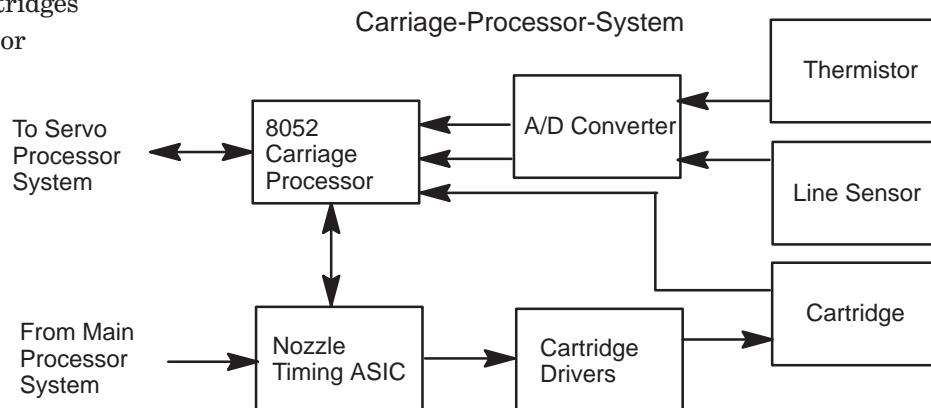 tridges
or
Carriage-Processor-System
Thermistor
To Servo
Processor
System
8052
Carriage
Processor
A/D Converter
Line Sensor
From Main
Processor
System
Nozzle
Timing ASIC
Cartridge
Drivers
Cartridge